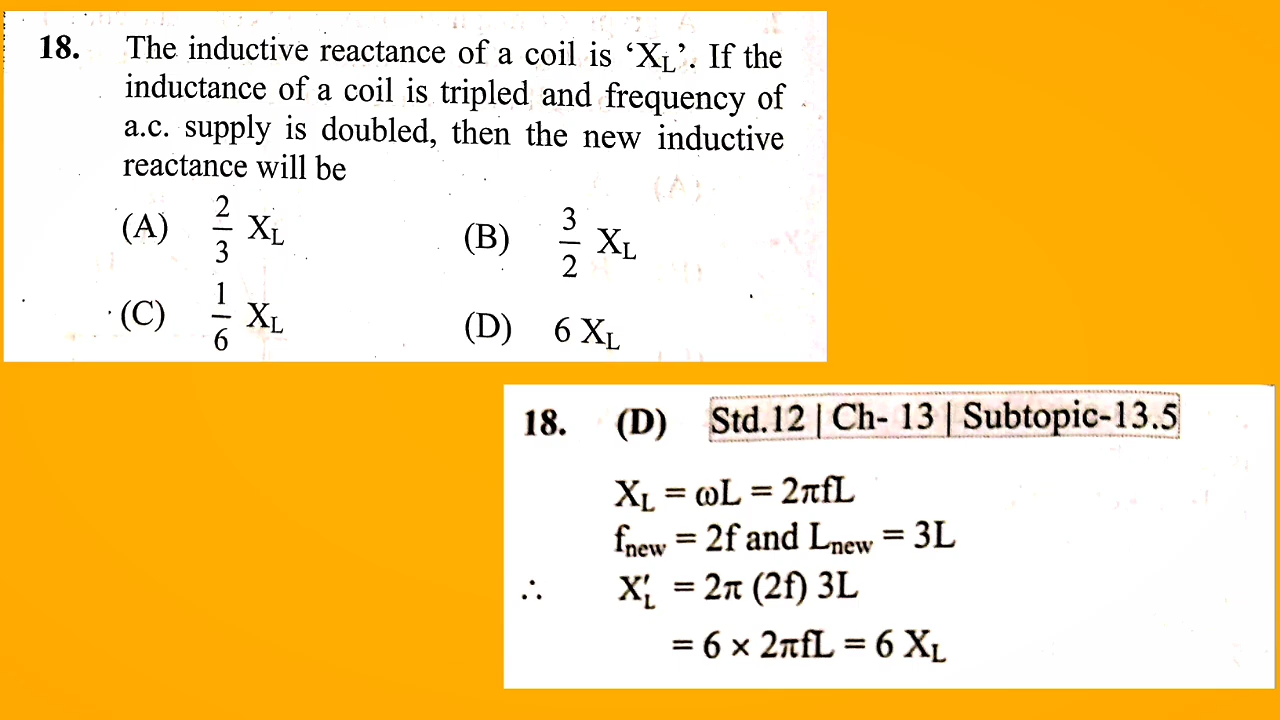 18. The inductive reactance of a coil is ‘X_L’. If the
inductance of a coil is tripled and frequency of
a.c. supply is doubled, then the new inductive
reactance will be
(A) 2/3 X_L (B) 3/2 X_L
(C) 1/6 X_L (D) 6 X_L
18. (D) Std.12 | Ch- 13 | Subtopic-13.5
X_L = ωL = 2πfL
f_new = 2f and L_new = 3L
∴ X′_L = 2π (2f) 3L
= 6 × 2πfL = 6 X_L